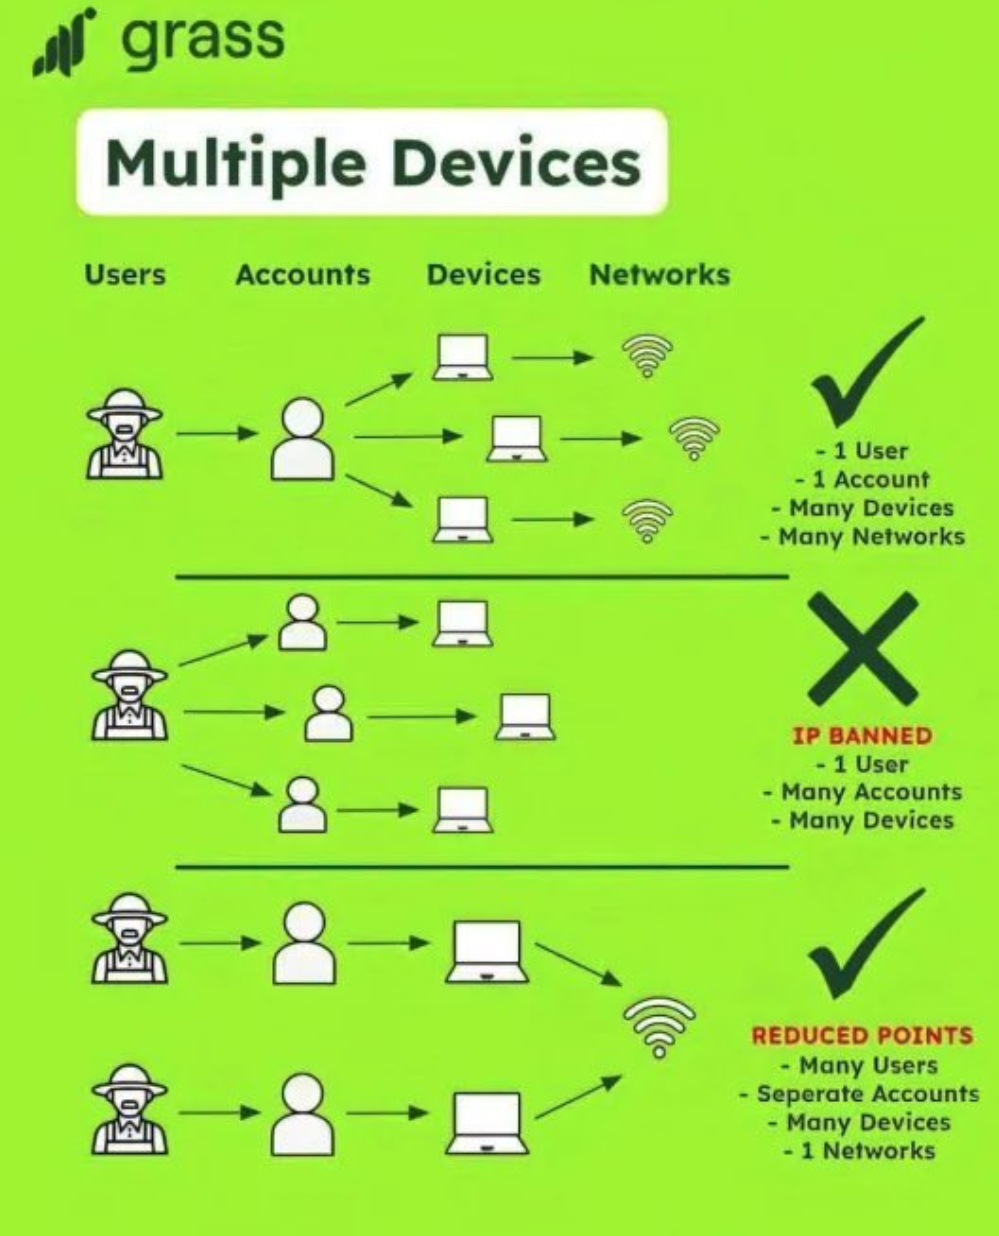 grass
Multiple Devices
Users Accounts Devices Networks
- 1 User
- 1 Account
- Many Devices
- Many Networks
IP BANNED
- 1 User
- Many Accounts
- Many Devices
REDUCED POINTS
- Many Users
- Seperate Accounts
- Many Devices
- 1 Networks